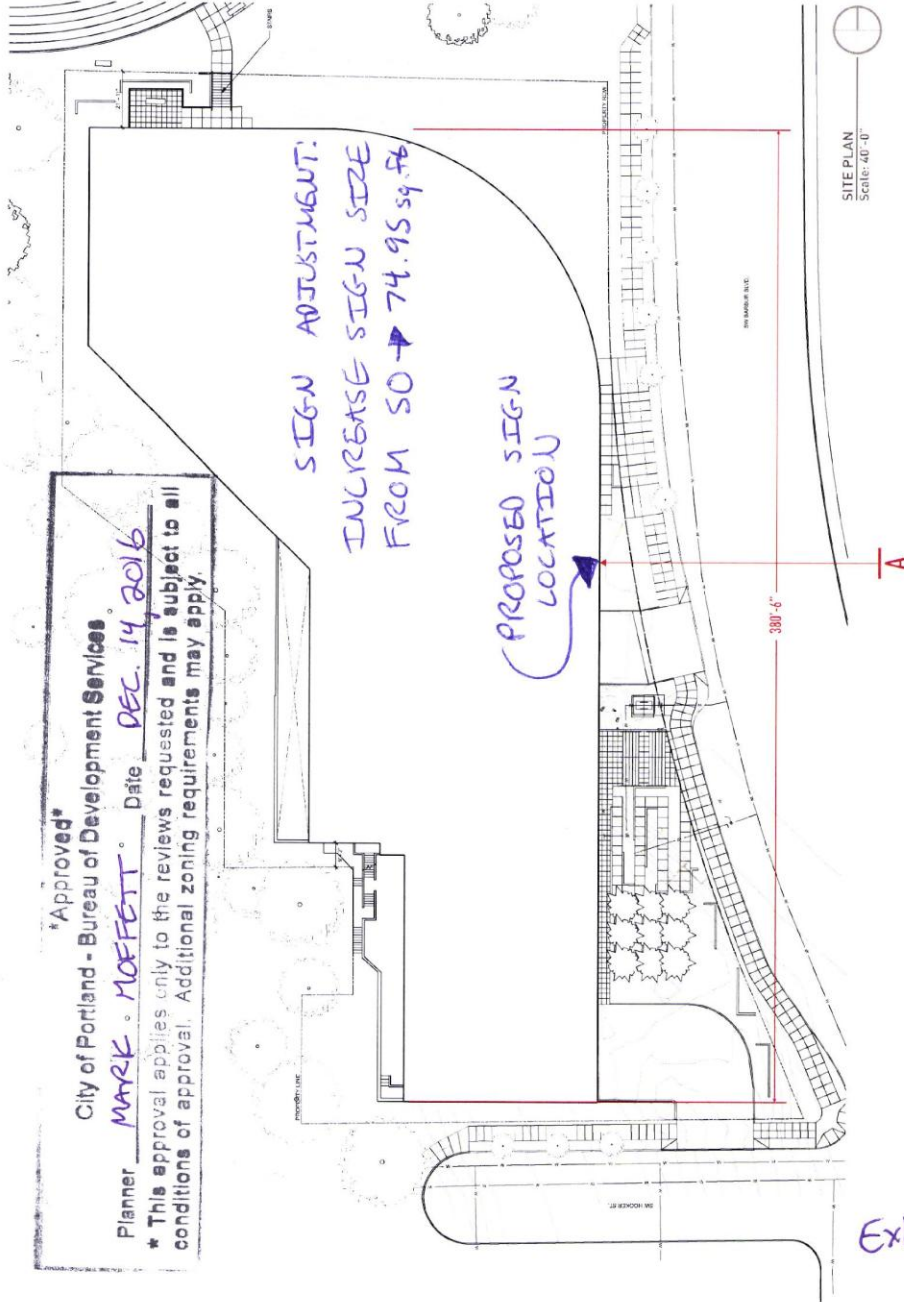 *Approved*
City of Portland - Bureau of Development Services
Planner MARK MOFFETT Date DEC. 14, 2016
* This approval applies only to the reviews requested and is subject to all
conditions of approval. Additional zoning requirements may apply.
SIGN ADJUSTMENT:
INCREASE SIGN SIZE
FROM 50 → 74.95 sq.ft.
PROPOSED SIGN
LOCATION
STAIRS
PROPERTY LINE
SW BARBUR BLVD.
SW HOOKER ST
380'-6"
A
SITE PLAN
Scale: 40'-0"